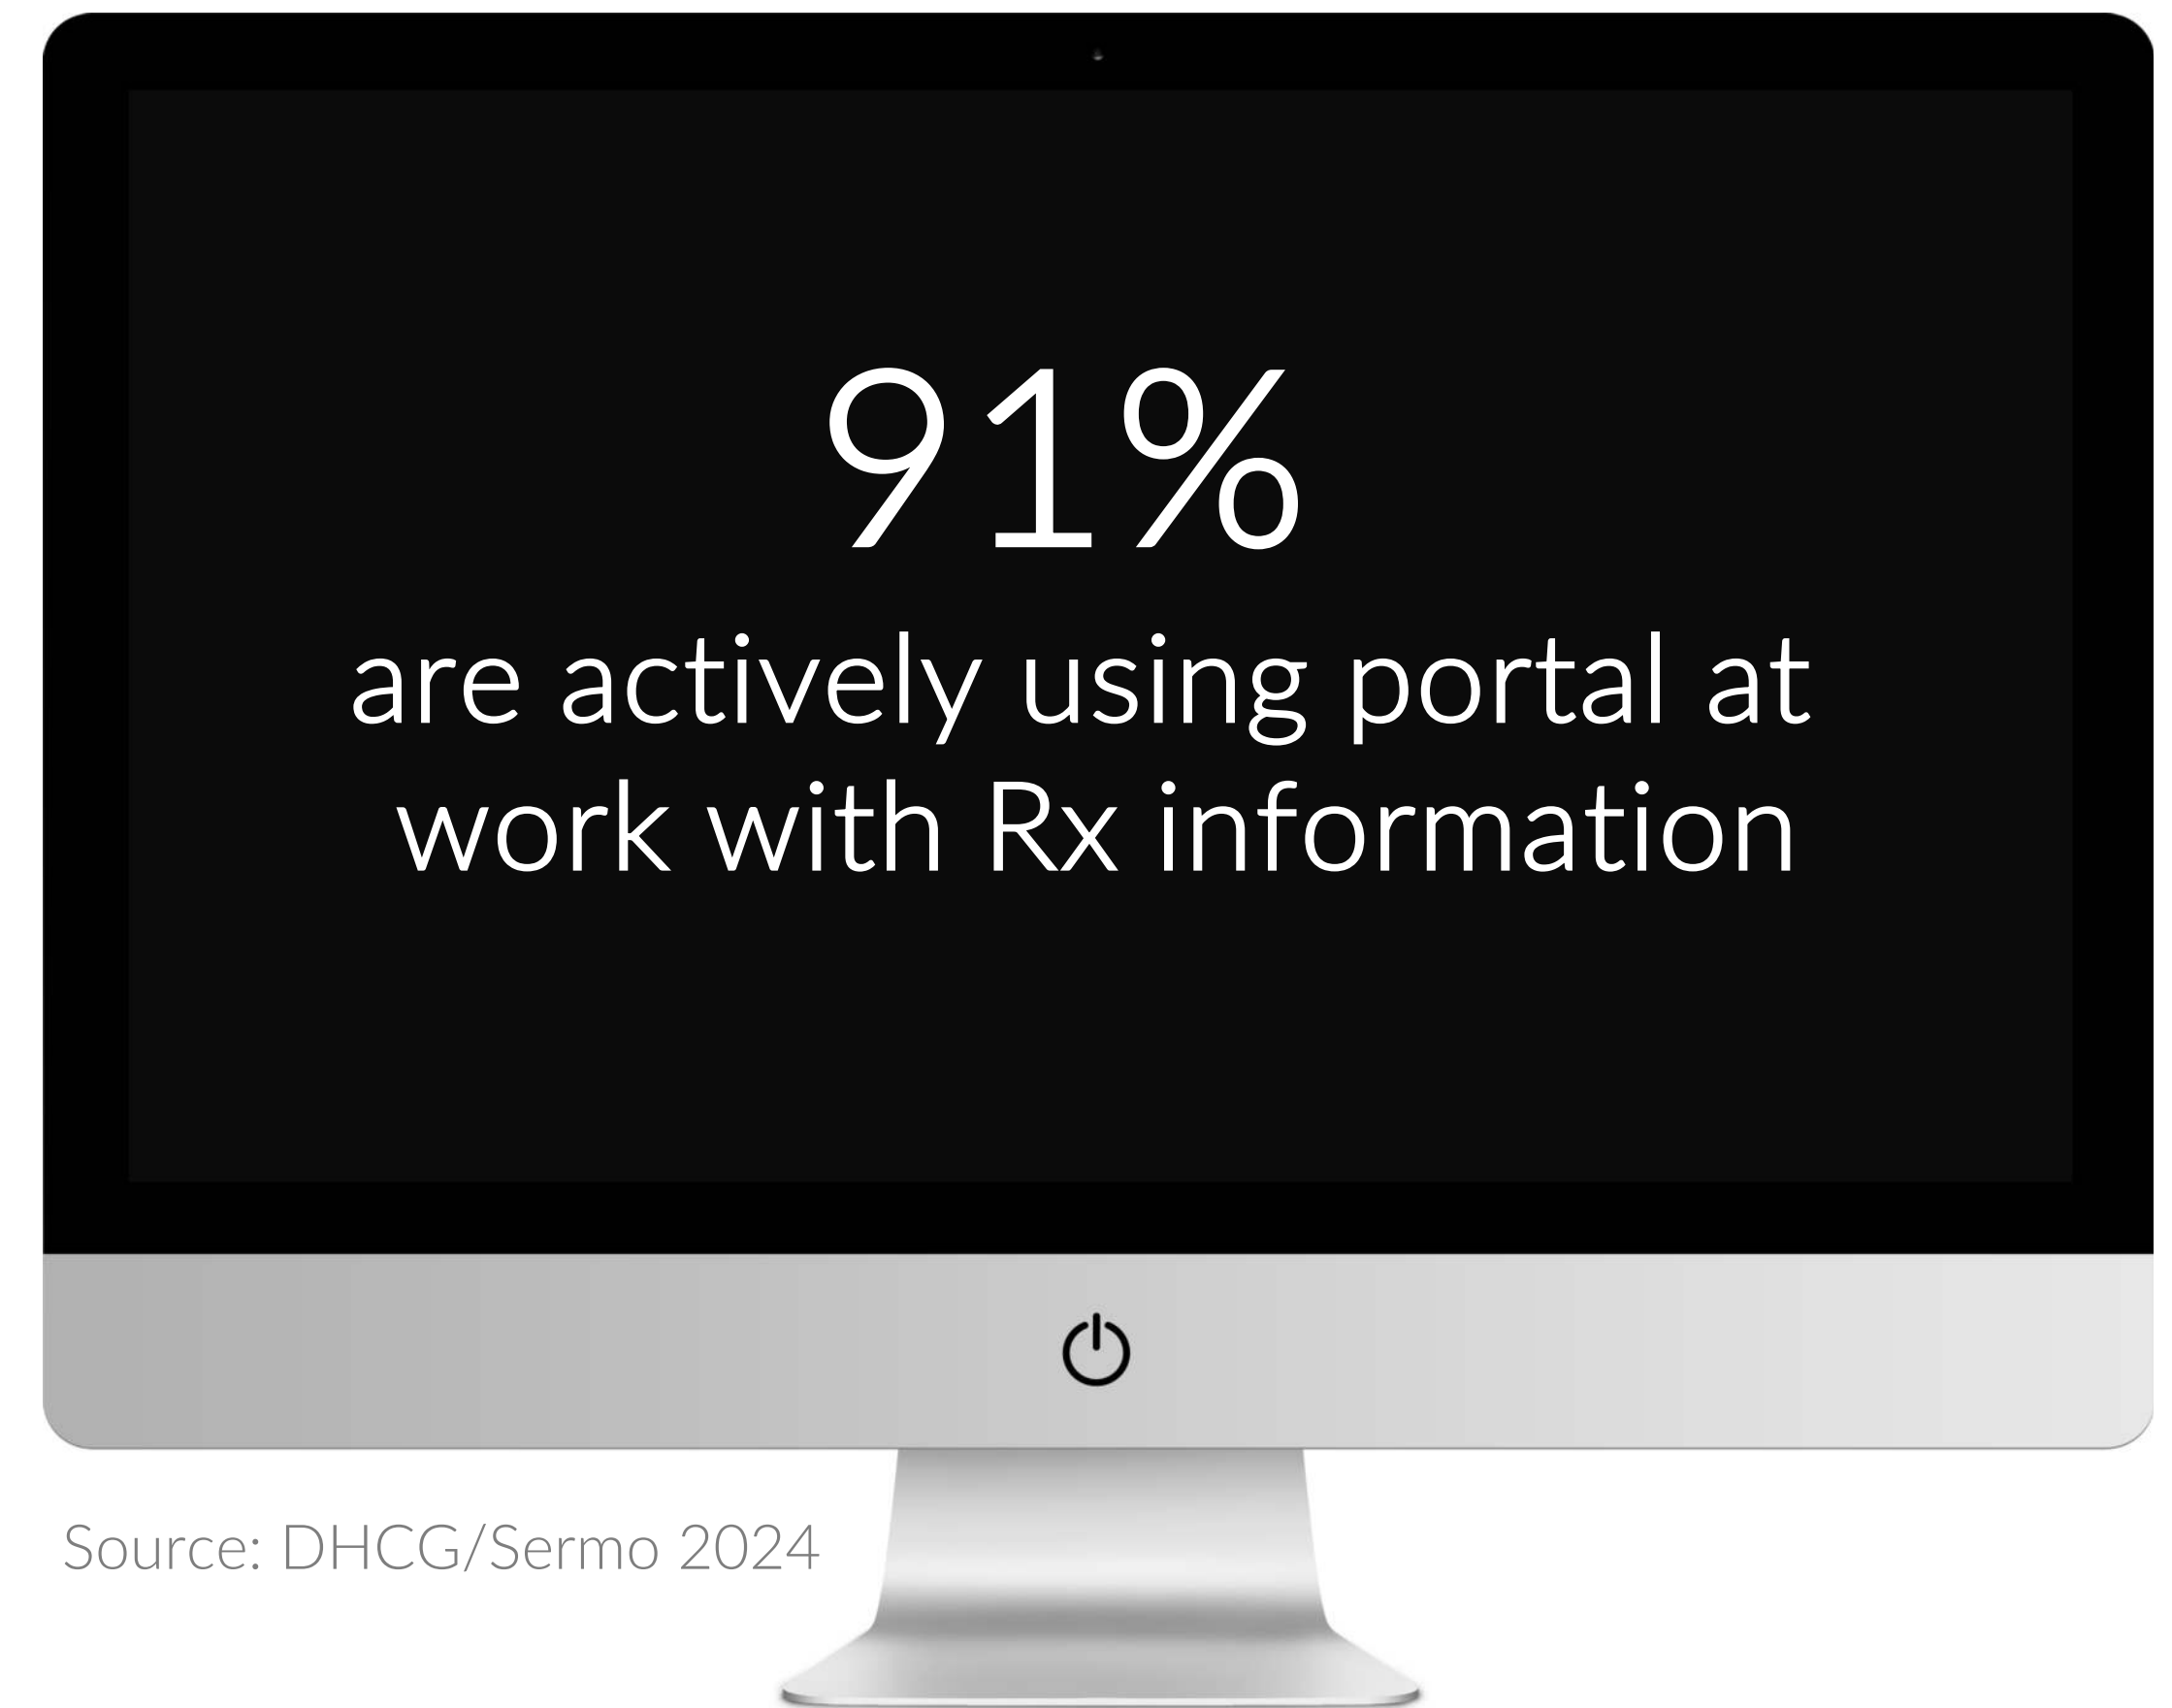 91%
are actively using portal at
work with Rx information
Source: DHCG/Sermo 2024